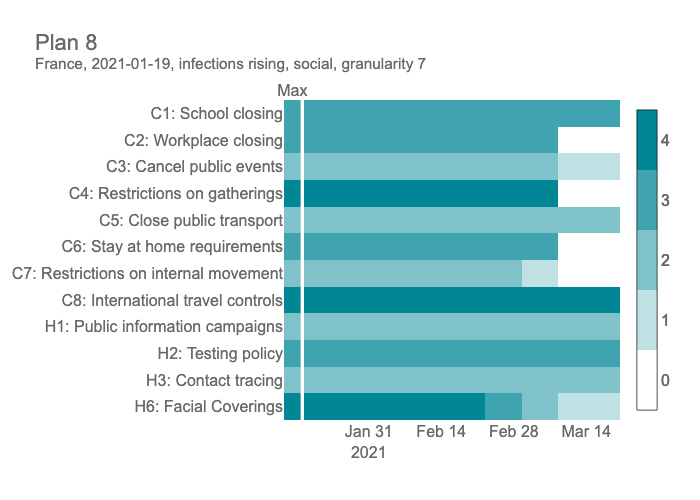 Plan 8
France, 2021-01-19, infections rising, social, granularity 7
Max
C1: School closing
C2: Workplace closing
C3: Cancel public events
C4: Restrictions on gatherings
C5: Close public transport
C6: Stay at home requirements
C7: Restrictions on internal movement
C8: International travel controls
H1: Public information campaigns
H2: Testing policy
H3: Contact tracing
H6: Facial Coverings
Jan 31 Feb 14 Feb 28 Mar 14
2021
4
3
2
1
0